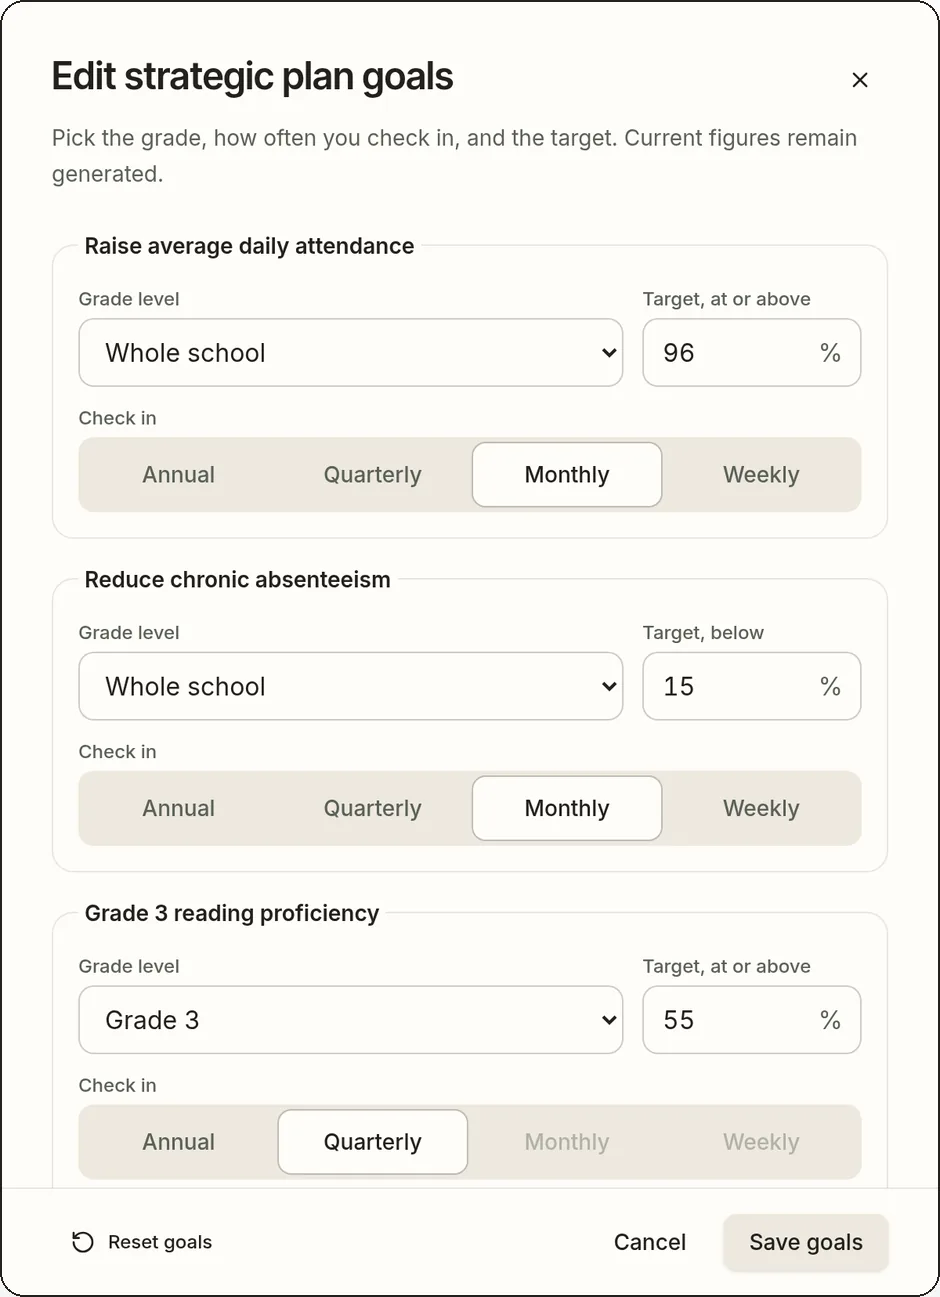 Edit strategic plan goals
Pick the grade, how often you check in, and the target. Current figures remain
generated.
Raise average daily attendance
Grade level
Target, at or above
Whole school
96 %
Check in
Annual Quarterly Monthly Weekly
Reduce chronic absenteeism
Grade level
Target, below
Whole school
15 %
Check in
Annual Quarterly Monthly Weekly
Grade 3 reading proficiency
Grade level
Target, at or above
Grade 3
55 %
Check in
Annual Quarterly Monthly Weekly
Reset goals
Cancel
Save goals